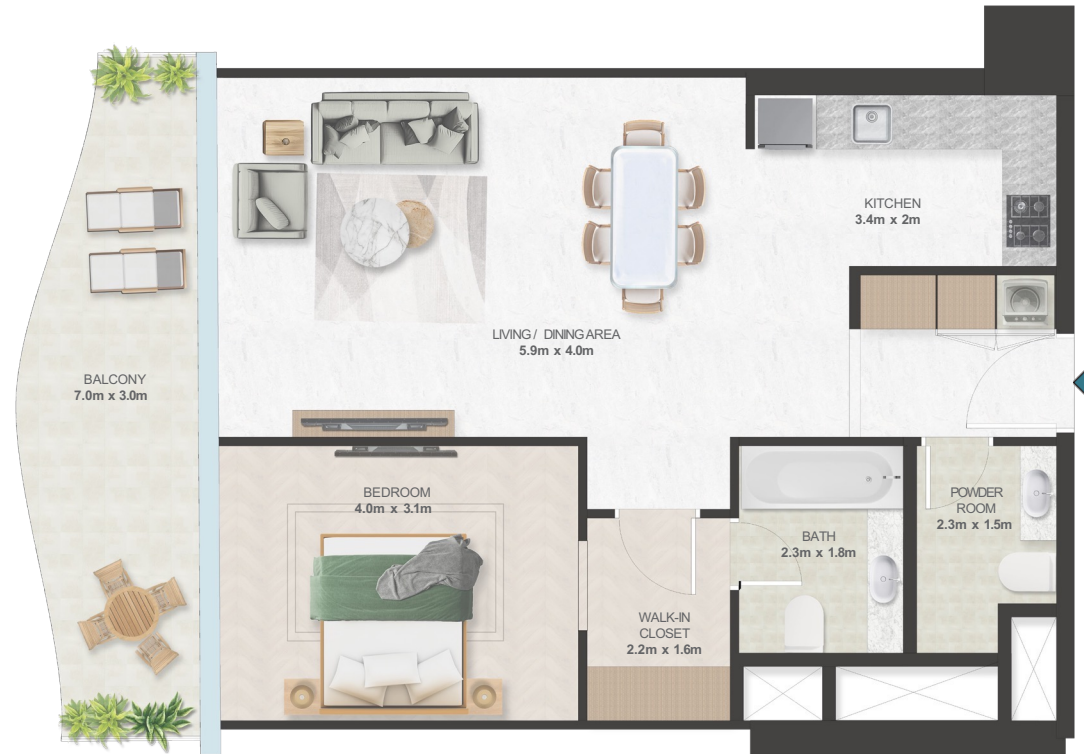 KITCHEN
3.4m x 2m
LIVING / DINING AREA
5.9m x 4.0m
BALCONY
7.0m x 3.0m
BEDROOM
4.0m x 3.1m
POWDER
ROOM
2.3m x 1.5m
BATH
2.3m x 1.8m
WALK-IN
CLOSET
2.2m x 1.6m